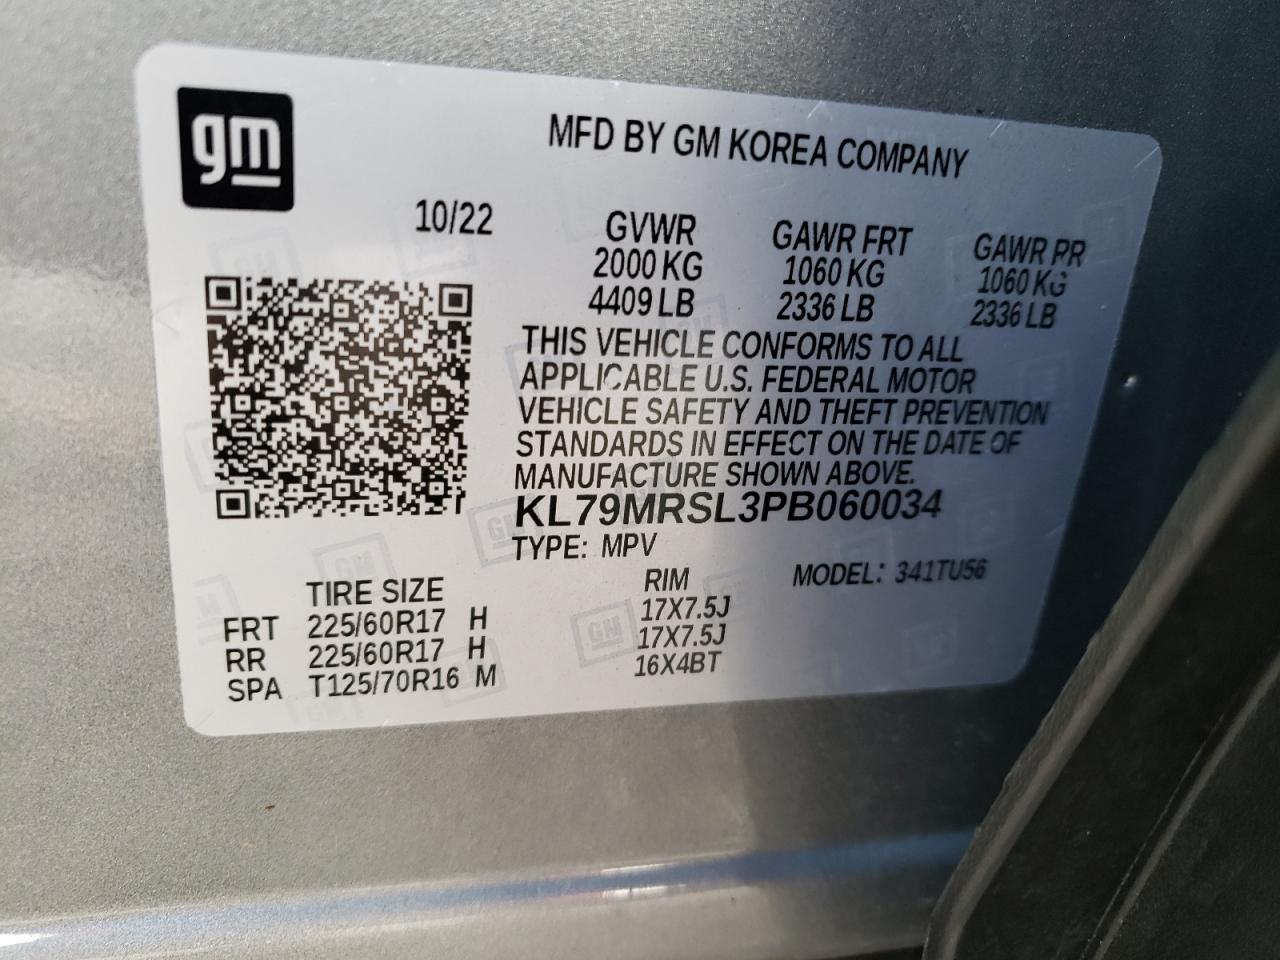 gm
MFD BY GM KOREA COMPANY
10/22 GVWR GAWR FRT GAWR RR
2000 KG 1060 KG 1060 KG
4409 LB 2336 LB 2336 LB
THIS VEHICLE CONFORMS TO ALL
APPLICABLE U.S. FEDERAL MOTOR
VEHICLE SAFETY AND THEFT PREVENTION
STANDARDS IN EFFECT ON THE DATE OF
MANUFACTURE SHOWN ABOVE.
KL79MRSL3PB060034
TYPE: MPV MODEL: 341TU56
TIRE SIZE RIM
FRT 225/60R17 H 17X7.5J
RR 225/60R17 H 17X7.5J
SPA T125/70R16 M 16X4BT